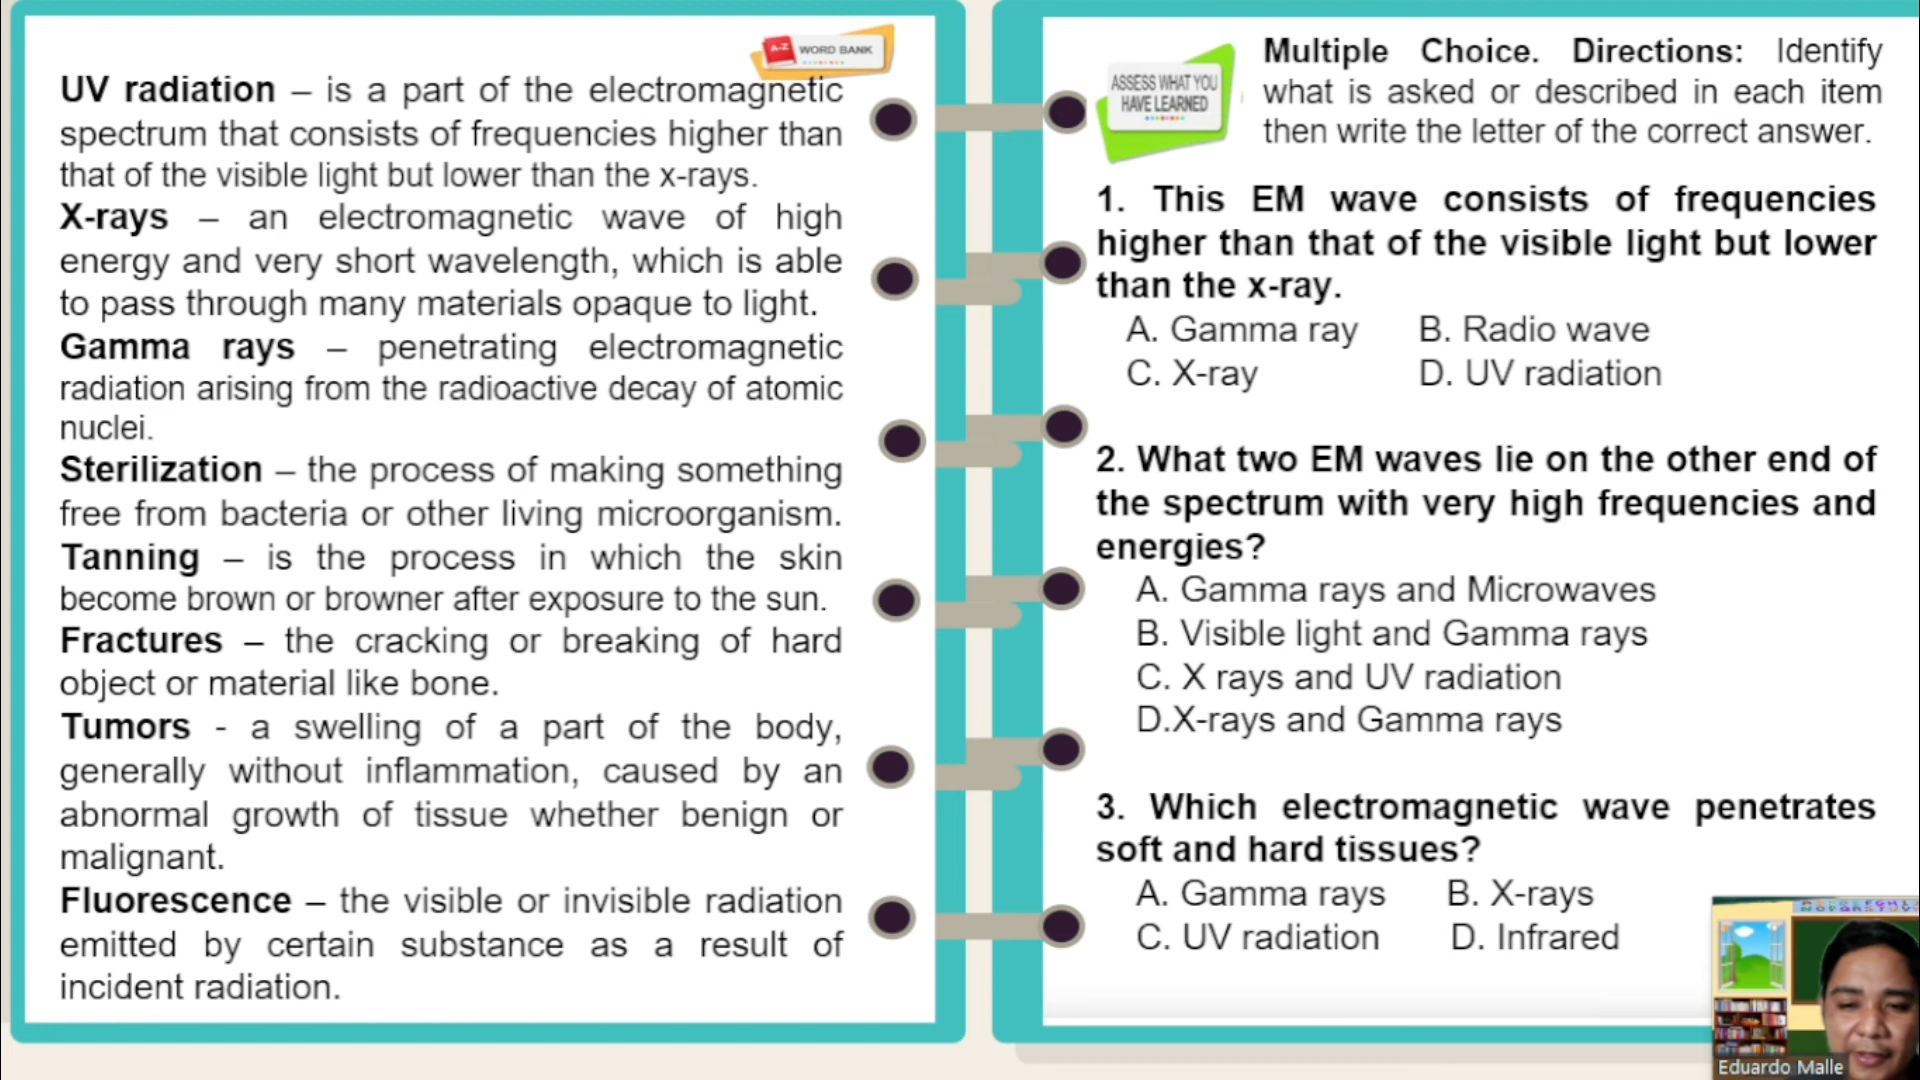 A-Z WORD BANK
UV radiation – is a part of the electromagnetic
spectrum that consists of frequencies higher than
that of the visible light but lower than the x-rays.
X-rays – an electromagnetic wave of high
energy and very short wavelength, which is able
to pass through many materials opaque to light.
Gamma rays – penetrating electromagnetic
radiation arising from the radioactive decay of atomic
nuclei.
Sterilization – the process of making something
free from bacteria or other living microorganism.
Tanning – is the process in which the skin
become brown or browner after exposure to the sun.
Fractures – the cracking or breaking of hard
object or material like bone.
Tumors - a swelling of a part of the body,
generally without inflammation, caused by an
abnormal growth of tissue whether benign or
malignant.
Fluorescence – the visible or invisible radiation
emitted by certain substance as a result of
incident radiation.
ASSESS WHAT YOU
HAVE LEARNED
Multiple Choice. Directions: Identify
what is asked or described in each item
then write the letter of the correct answer.
1. This EM wave consists of frequencies
higher than that of the visible light but lower
than the x-ray.
A. Gamma ray B. Radio wave
C. X-ray D. UV radiation
2. What two EM waves lie on the other end of
the spectrum with very high frequencies and
energies?
A. Gamma rays and Microwaves
B. Visible light and Gamma rays
C. X rays and UV radiation
D.X-rays and Gamma rays
3. Which electromagnetic wave penetrates
soft and hard tissues?
A. Gamma rays B. X-rays
C. UV radiation D. Infrared
Eduardo Malle